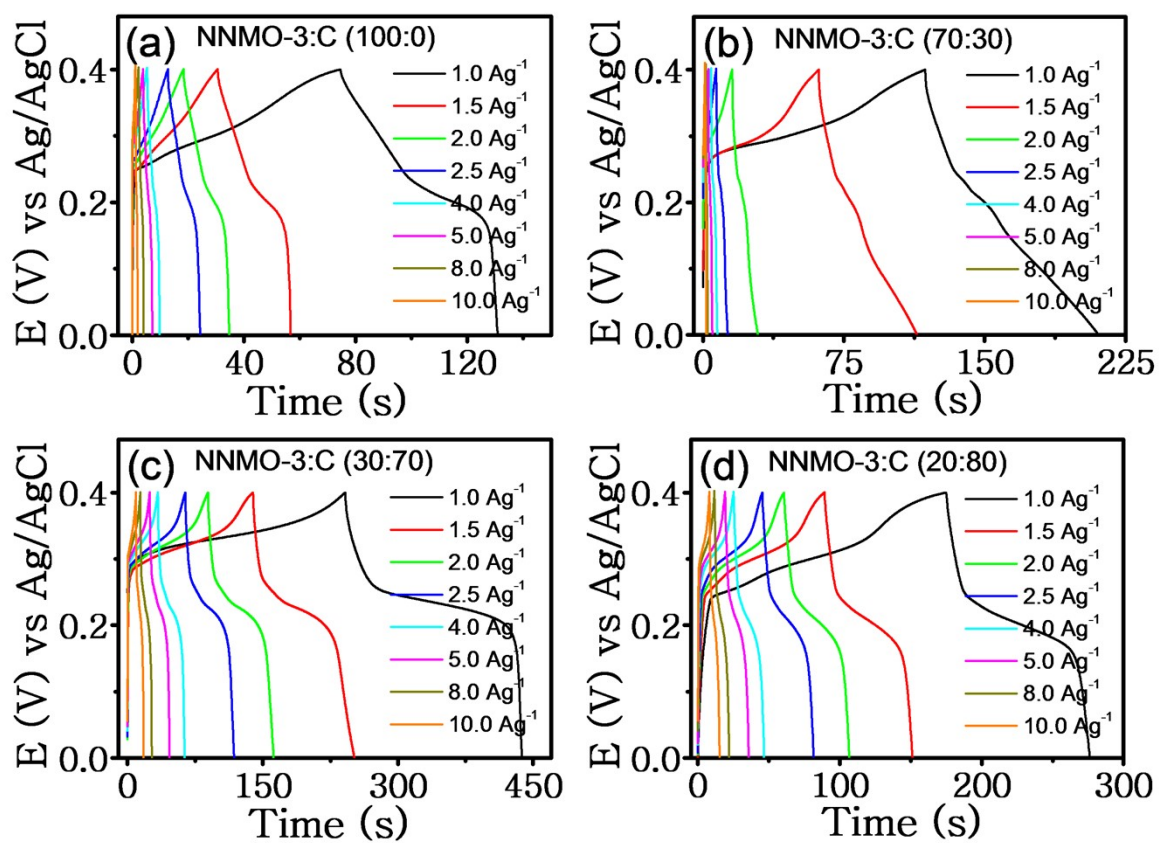 (a) NNMO-3:C (100:0)
E (V) vs Ag/AgCl
0.4
0.2
0.0
1.0 Ag⁻¹
1.5 Ag⁻¹
2.0 Ag⁻¹
2.5 Ag⁻¹
4.0 Ag⁻¹
5.0 Ag⁻¹
8.0 Ag⁻¹
10.0 Ag⁻¹
0 40 80 120
Time (s)
(b) NNMO-3:C (70:30)
E (V) vs Ag/AgCl
0.4
0.2
0.0
1.0 Ag⁻¹
1.5 Ag⁻¹
2.0 Ag⁻¹
2.5 Ag⁻¹
4.0 Ag⁻¹
5.0 Ag⁻¹
8.0 Ag⁻¹
10.0 Ag⁻¹
0 75 150 225
Time (s)
(c) NNMO-3:C (30:70)
E (V) vs Ag/AgCl
0.4
0.2
0.0
1.0 Ag⁻¹
1.5 Ag⁻¹
2.0 Ag⁻¹
2.5 Ag⁻¹
4.0 Ag⁻¹
5.0 Ag⁻¹
8.0 Ag⁻¹
10.0 Ag⁻¹
0 150 300 450
Time (s)
(d) NNMO-3:C (20:80)
E (V) vs Ag/AgCl
0.4
0.2
0.0
1.0 Ag⁻¹
1.5 Ag⁻¹
2.0 Ag⁻¹
2.5 Ag⁻¹
4.0 Ag⁻¹
5.0 Ag⁻¹
8.0 Ag⁻¹
10.0 Ag⁻¹
0 100 200 300
Time (s)